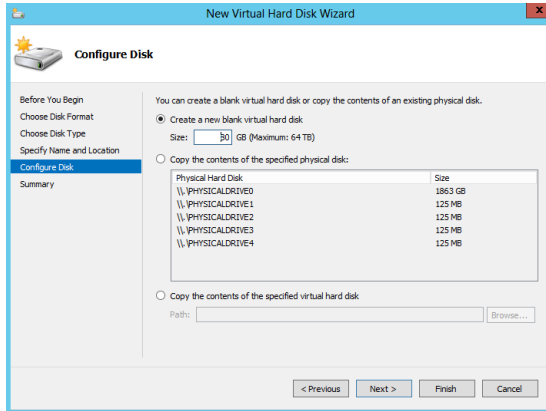 New Virtual Hard Disk Wizard
x
Configure Disk
Before You Begin
Choose Disk Format
Choose Disk Type
Specify Name and Location
Configure Disk
Summary
You can create a blank virtual hard disk or copy the contents of an existing physical disk.
Create a new blank virtual hard disk
Size: 30 GB (Maximum: 64 TB)
Copy the contents of the specified physical disk:
Physical Hard Disk Size
\\.\PHYSICALDRIVE0 1863 GB
\\.\PHYSICALDRIVE1 125 MB
\\.\PHYSICALDRIVE2 125 MB
\\.\PHYSICALDRIVE3 125 MB
\\.\PHYSICALDRIVE4 125 MB
Copy the contents of the specified virtual hard disk
Path: Browse...
< Previous Next > Finish Cancel